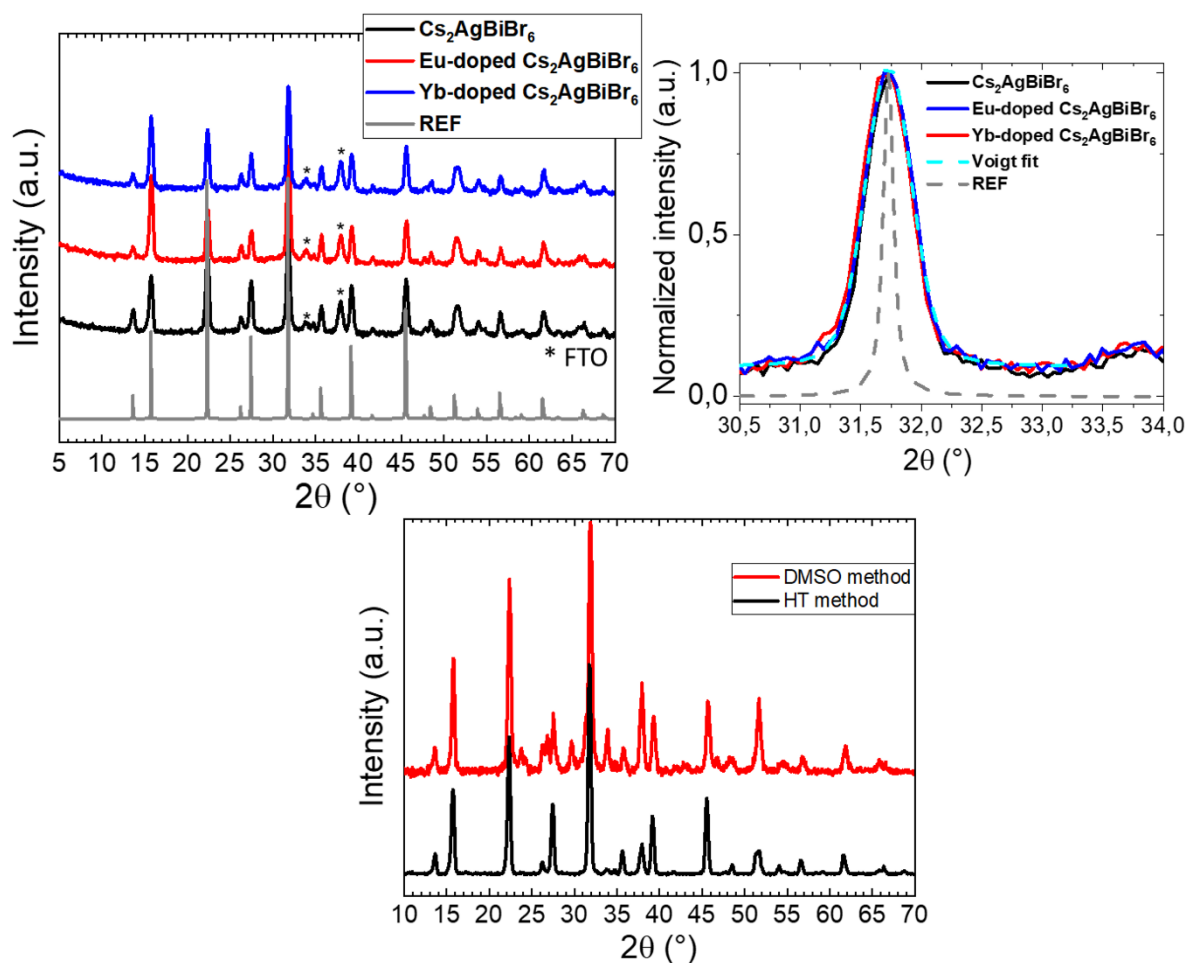 Cs₂AgBiBr₆
Eu-doped Cs₂AgBiBr₆
Yb-doped Cs₂AgBiBr₆
REF
* *
* *
* *
* FTO
Intensity (a.u.)
5 10 15 20 25 30 35 40 45 50 55 60 65 70
2θ (°)
Cs₂AgBiBr₆
Eu-doped Cs₂AgBiBr₆
Yb-doped Cs₂AgBiBr₆
Voigt fit
REF
Normalized intensity (a.u.)
1,0
0,5
0,0
30,5 31,0 31,5 32,0 32,5 33,0 33,5 34,0
2θ (°)
DMSO method
HT method
Intensity (a.u.)
10 15 20 25 30 35 40 45 50 55 60 65 70
2θ (°)